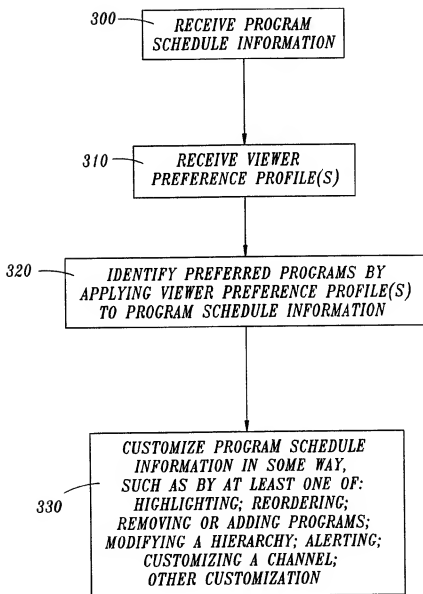 300
RECEIVE PROGRAM
SCHEDULE INFORMATION
310
RECEIVE VIEWER
PREFERENCE PROFILE(S)
320
IDENTIFY PREFERRED PROGRAMS BY
APPLYING VIEWER PREFERENCE PROFILE(S)
TO PROGRAM SCHEDULE INFORMATION
330
CUSTOMIZE PROGRAM SCHEDULE
INFORMATION IN SOME WAY,
SUCH AS BY AT LEAST ONE OF:
HIGHLIGHTING; REORDERING;
REMOVING OR ADDING PROGRAMS;
MODIFYING A HIERARCHY; ALERTING;
CUSTOMIZING A CHANNEL;
OTHER CUSTOMIZATION